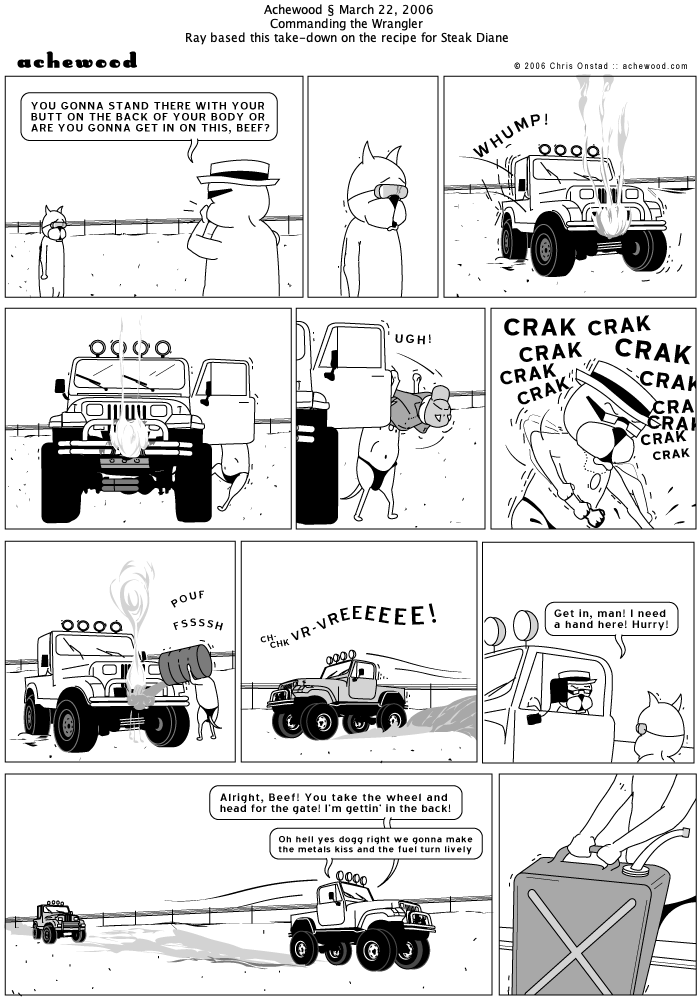 Achewood § March 22, 2006
Commanding the Wrangler
Ray based this take-down on the recipe for Steak Diane
achewood
© 2006 Chris Onstad :: achewood.com
YOU GONNA STAND THERE WITH YOUR
BUTT ON THE BACK OF YOUR BODY OR
ARE YOU GONNA GET IN ON THIS, BEEF?
WHUMP!
UGH!
CRAK CRAK
CRAK CRAK
CRAK CRAK
CRAK CRAK
CRAK
CRAK
CRAK
POUF
FSSSSH
CH-
CHK VR-VREEEEEE!
Get in, man! I need
a hand here! Hurry!
Alright, Beef! You take the wheel and
head for the gate! I'm gettin' in the back!
Oh hell yes dogg right we gonna make
the metals kiss and the fuel turn lively